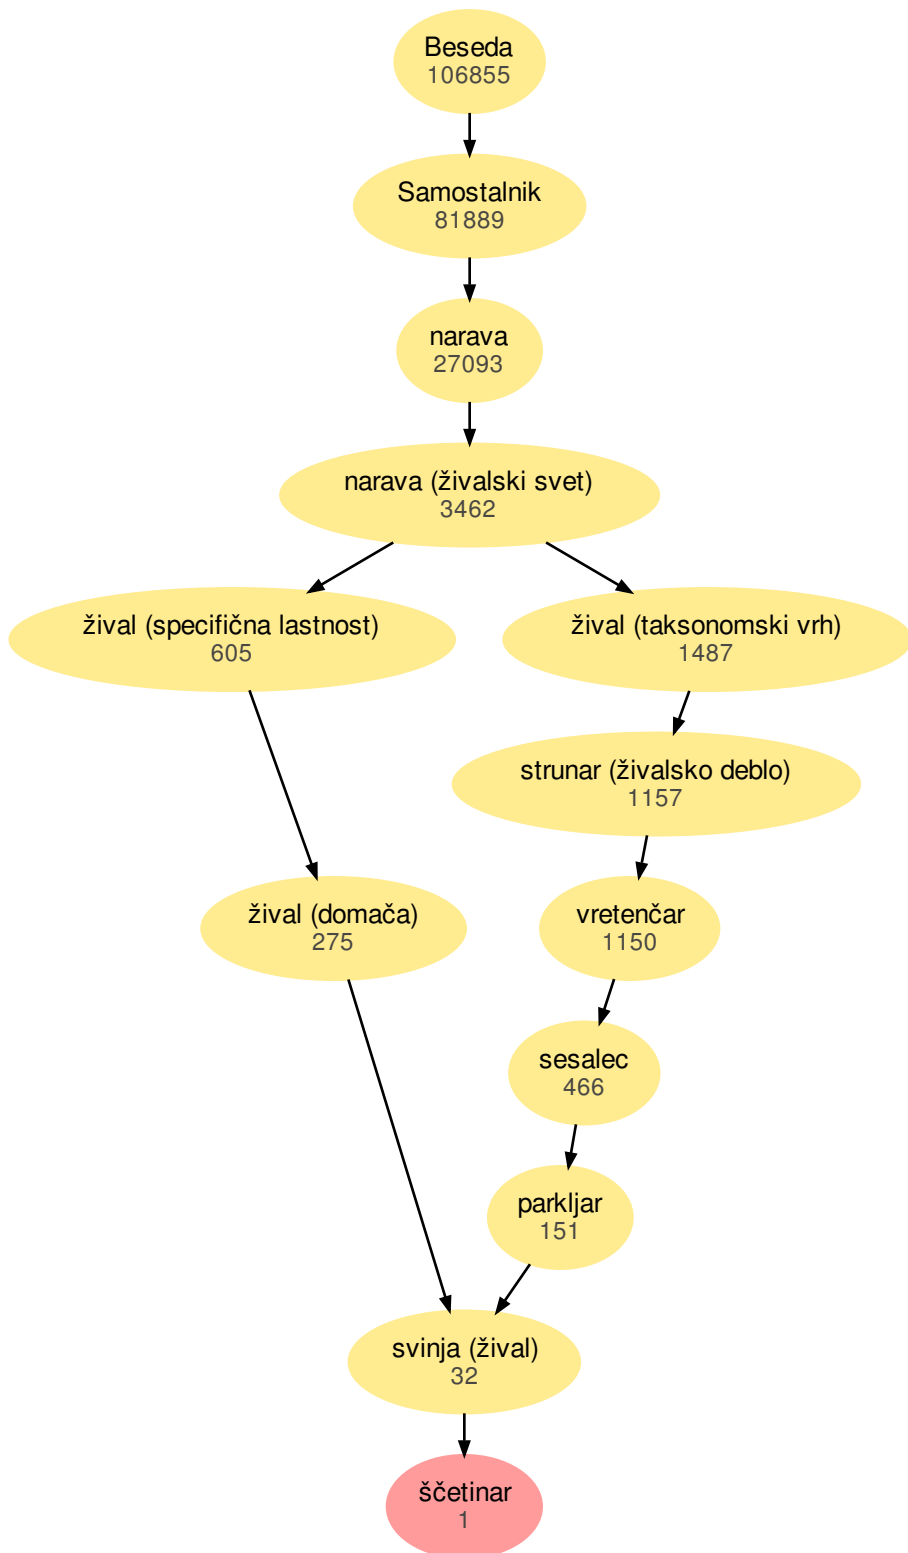 Beseda
106855
Samostalnik
81889
narava
27093
narava (živalski svet)
3462
žival (specifična lastnost)
605
žival (taksonomski vrh)
1487
strunar (živalsko deblo)
1157
žival (domača)
275
vretenčar
1150
sesalec
466
parkljar
151
svinja (žival)
32
ščetinar
1